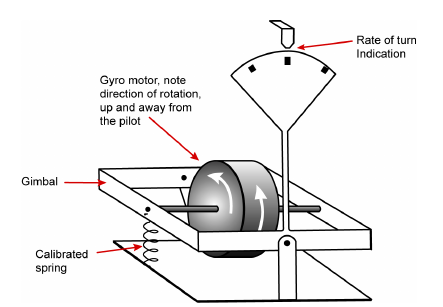 Rate of turn
Indication
Gyro motor, note
direction of rotation,
up and away from
the pilot
Gimbal
Calibrated
spring